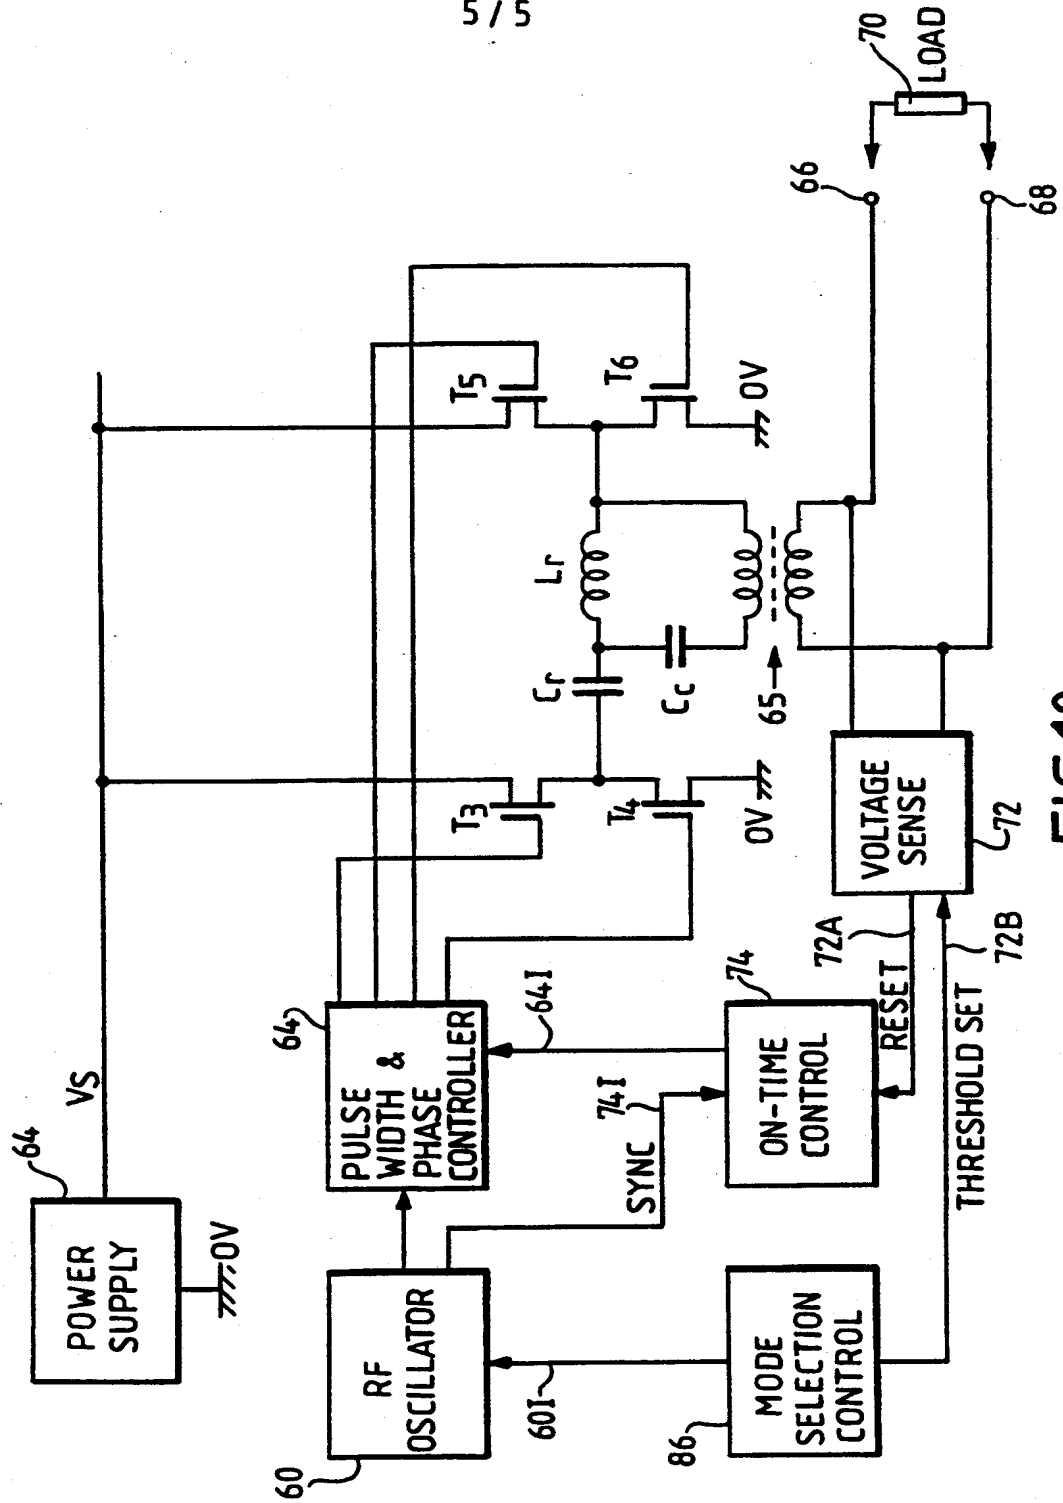 5/5
64
POWER
SUPPLY
0V
VS
60
RF
OSCILLATOR
60I
64
PULSE
WIDTH &
PHASE
CONTROLLER
64I
SYNC
74I
T3
T4
0V
T5
T6
0V
Cr
Lr
Cc
65
86
MODE
SELECTION
CONTROL
74
ON-TIME
CONTROL
RESET
72A
THRESHOLD SET
72B
VOLTAGE
SENSE
72
66
68
70
LOAD